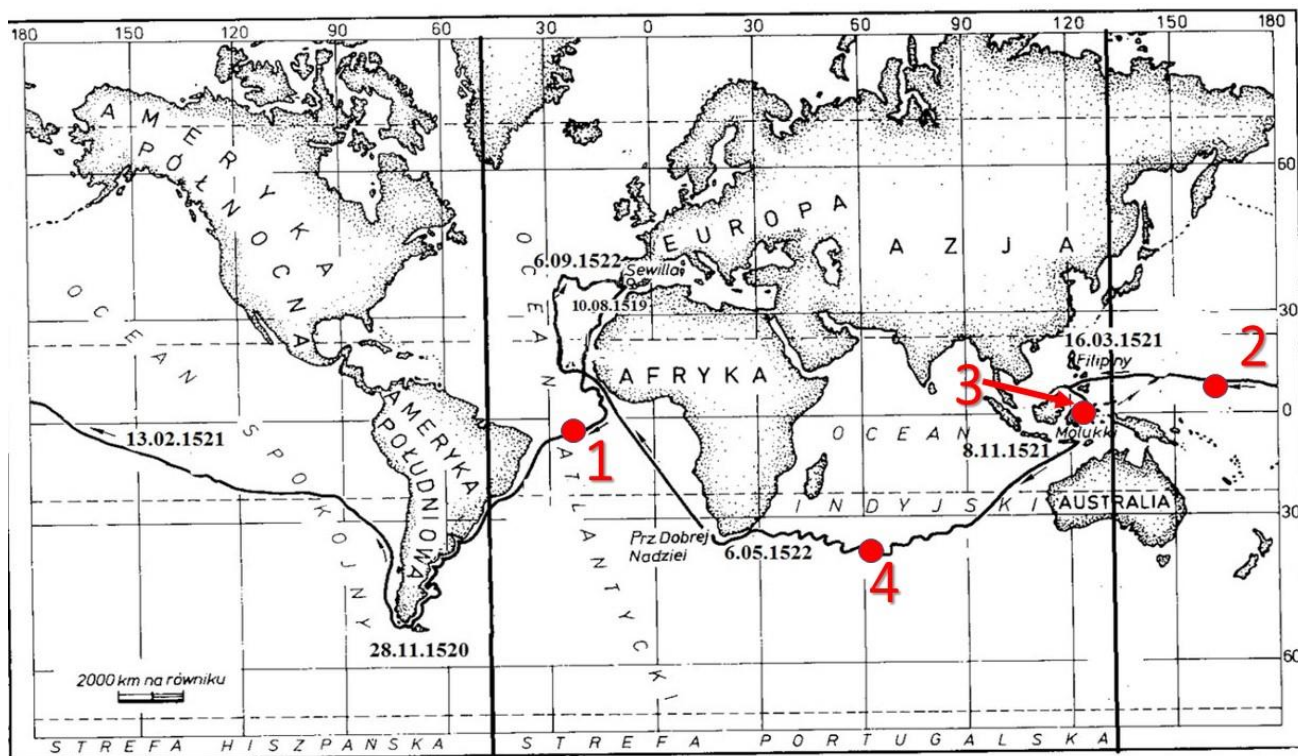 180 150 120 90 60 30 0 30 60 90 120 150 180
AMERYKA
PÓŁNOCNA
EUROPA
AZJA
60
OCEAN SPOKOJNY
OCEAN ATLANTYCKI
6.09.1522
Sewilla
10.08.1519
30
16.03.1521
Filipiny
2
3
AFRYKA
AMERYKA
POŁUDNIOWA
0
13.02.1521
1
OCEAN
INDYJSKI
Molukki
8.11.1521
AUSTRALIA
30
Prz Dobrej
Nadziei
6.05.1522
4
28.11.1520
60
2000 km na równiku
STREFA HISZPAŃSKA STREFA PORTUGALSKA